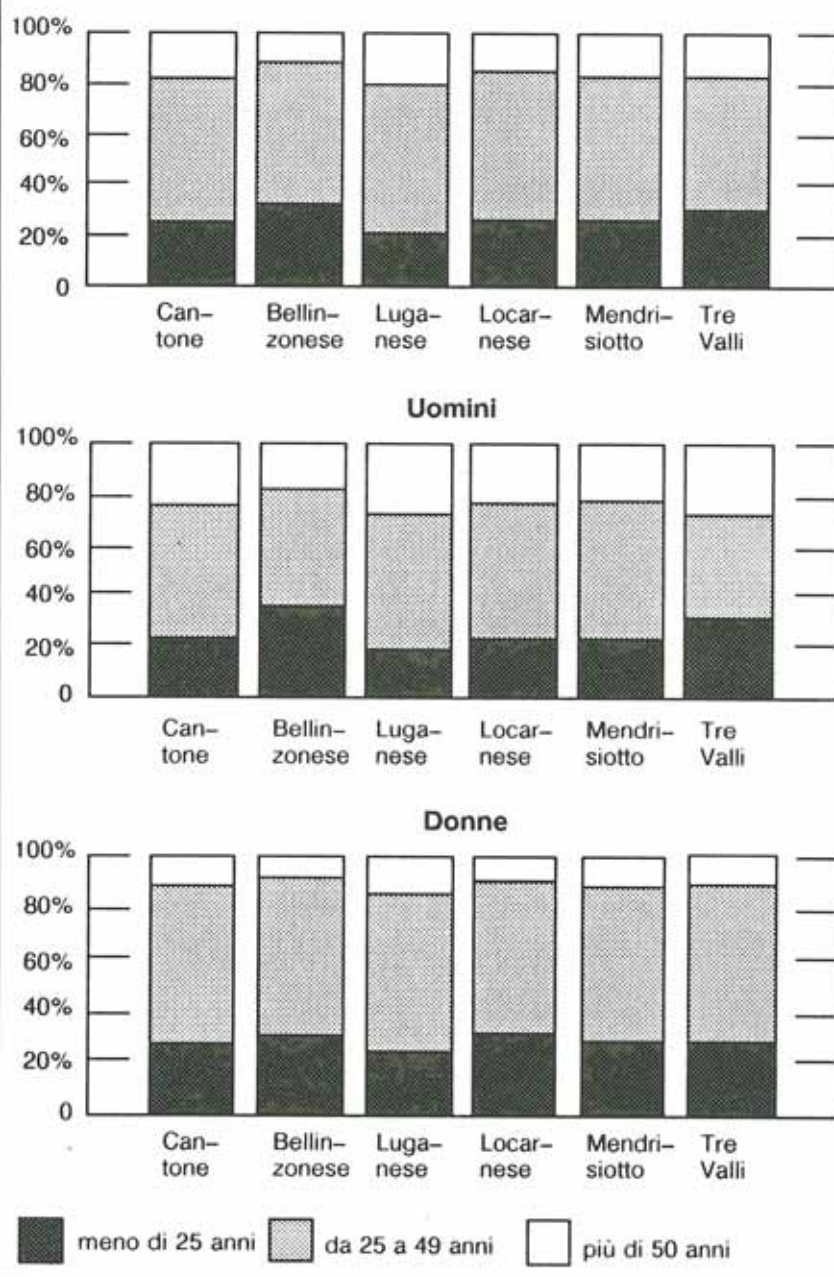 100%
80%
60%
40%
20%
0
Can– Bellin– Luga– Locar– Mendri– Tre
tone zonese nese nese siotto Valli
Uomini
100%
80%
60%
40%
20%
0
Can– Bellin– Luga– Locar– Mendri– Tre
tone zonese nese nese siotto Valli
Donne
100%
80%
60%
40%
20%
0
Can– Bellin– Luga– Locar– Mendri– Tre
tone zonese nese nese siotto Valli
meno di 25 anni da 25 a 49 anni più di 50 anni